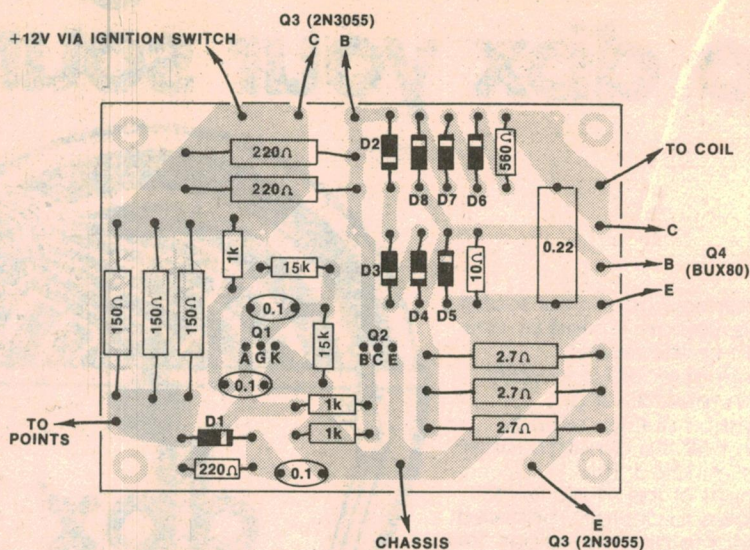 Q3 (2N3055)
+12V VIA IGNITION SWITCH
C B
D2
D8 D7 D6
560Ω
220Ω
220Ω
TO COIL
1k
15k
D3
D4 D5
10Ω
0.22
C
B
E
Q4
(BUX80)
150Ω
150Ω
150Ω
0.1
Q1
A G K
15k
Q2
B C E
0.1
2.7Ω
2.7Ω
2.7Ω
1k
1k
TO
POINTS
D1
220Ω
0.1
CHASSIS
E
Q3 (2N3055)